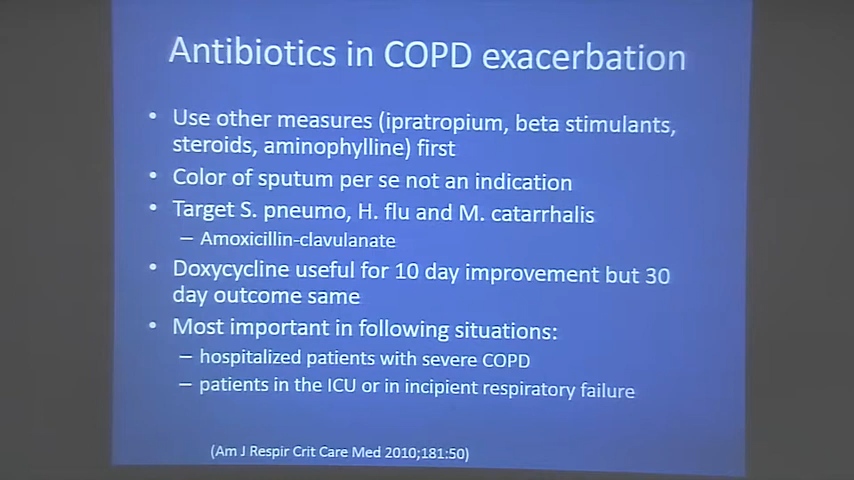 Antibiotics in COPD exacerbation
• Use other measures (ipratropium, beta stimulants,
steroids, aminophylline) first
• Color of sputum per se not an indication
• Target S. pneumo, H. flu and M. catarrhalis
– Amoxicillin-clavulanate
• Doxycycline useful for 10 day improvement but 30
day outcome same
• Most important in following situations:
– hospitalized patients with severe COPD
– patients in the ICU or in incipient respiratory failure
(Am J Respir Crit Care Med 2010;181:50)